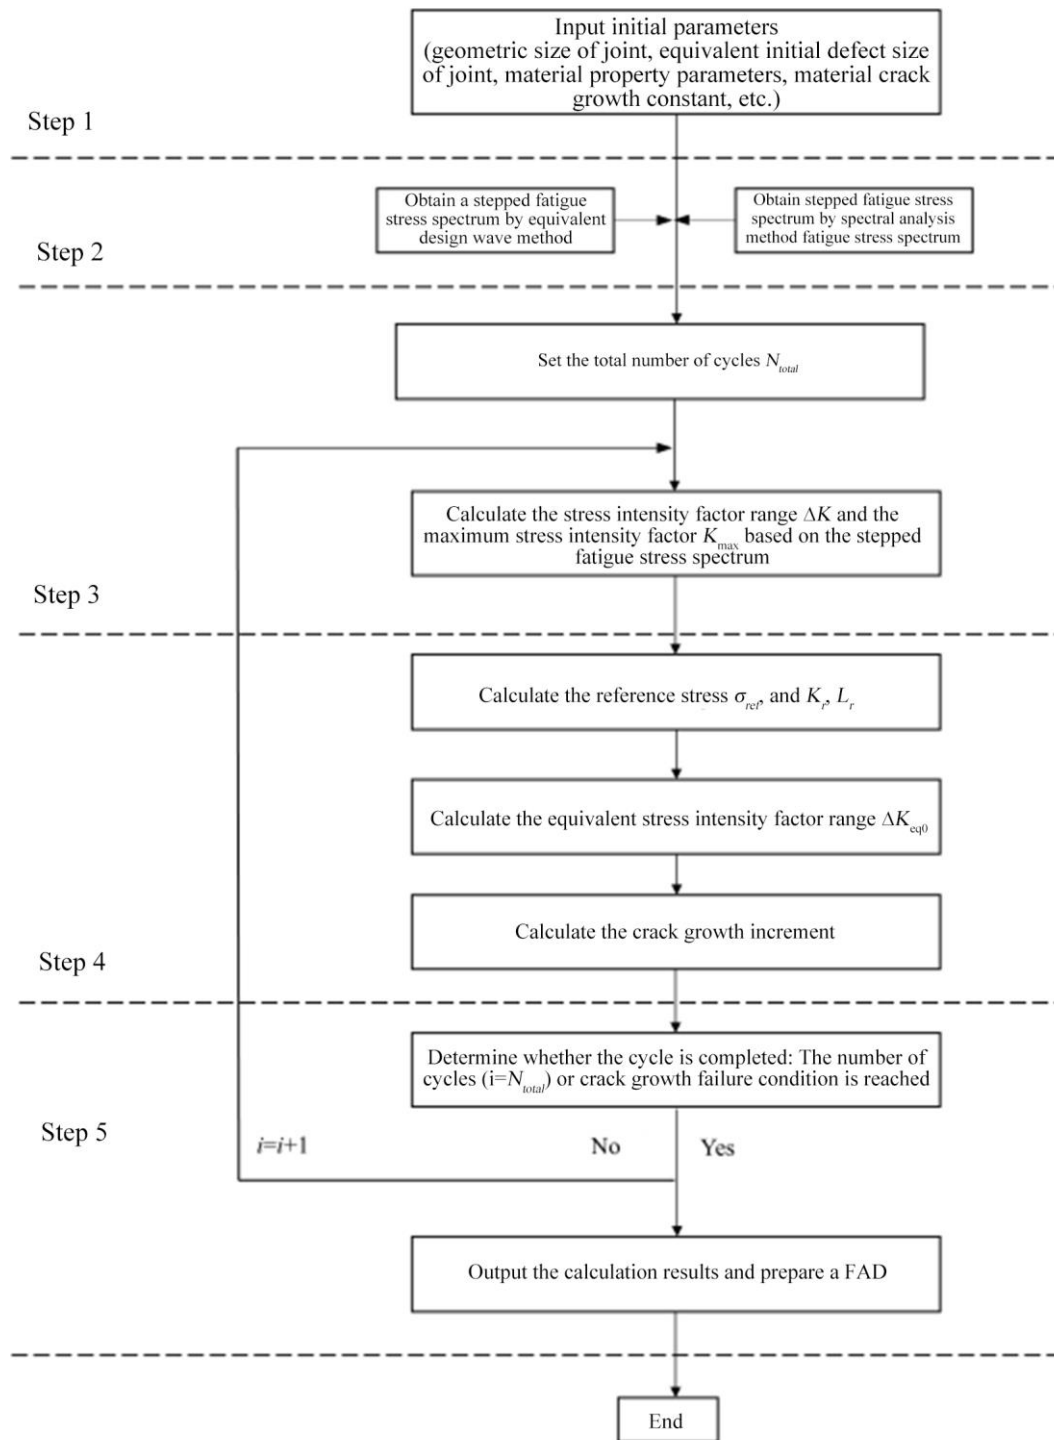 Input initial parameters
(geometric size of joint, equivalent initial defect size
of joint, material property parameters, material crack
growth constant, etc.)
Step 1
Obtain a stepped fatigue
stress spectrum by equivalent
design wave method
Obtain stepped fatigue stress
spectrum by spectral analysis
method fatigue stress spectrum
Step 2
Set the total number of cycles N_total
Calculate the stress intensity factor range ΔK and the
maximum stress intensity factor K_max based on the stepped
fatigue stress spectrum
Step 3
Calculate the reference stress σ_ref, and K_r, L_r
Calculate the equivalent stress intensity factor range ΔK_eq0
Calculate the crack growth increment
Step 4
Determine whether the cycle is completed: The number of
cycles (i=N_total) or crack growth failure condition is reached
Step 5
i=i+1
No
Yes
Output the calculation results and prepare a FAD
End